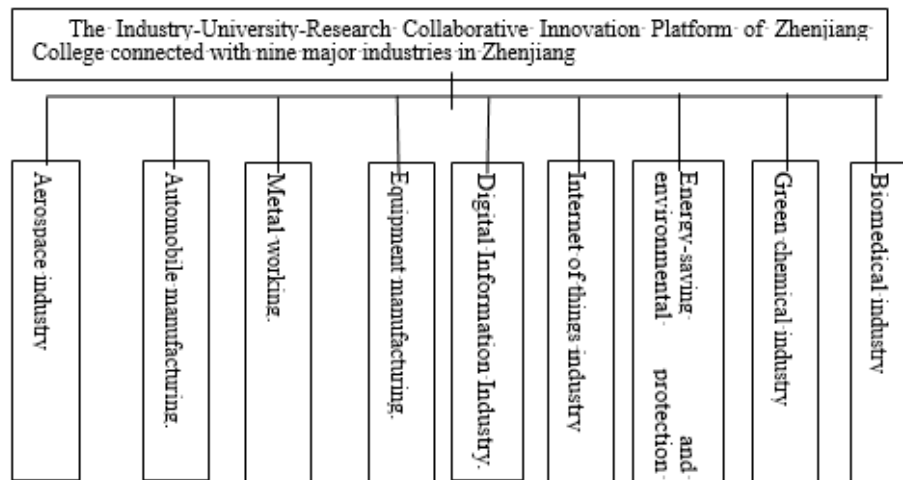 The Industry-University-Research Collaborative Innovation Platform of Zhenjiang
College connected with nine major industries in Zhenjiang
Aerospace industry
Automobile manufacturing.
Metal working.
Equipment manufacturing.
Digital Information Industry.
Internet of things industry
Energy-saving and
environmental protection
Green chemical industry
Biomedical industry